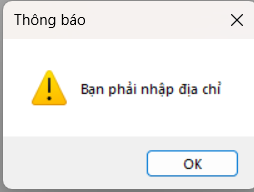 Thông báo
Bạn phải nhập địa chỉ
OK